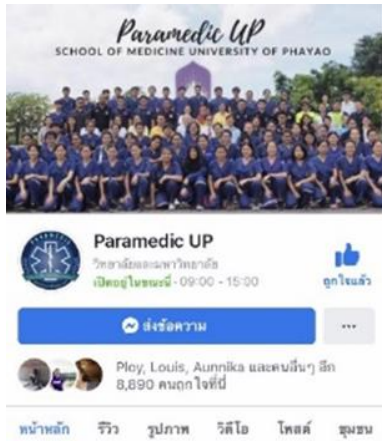 Paramedic UP
SCHOOL OF MEDICINE UNIVERSITY OF PHAYAO
Paramedic UP
วิทยาลัยและมหาวิทยาลัย
เปิดอยู่ในขณะนี้ - 09:00 - 15:00
ถูกใจแล้ว
ส่งข้อความ
Ploy, Louis, Aunnika และคนอื่นๆ อีก
8,890 คนถูกใจที่นี่
หน้าหลัก รีวิว รูปภาพ วิดีโอ โพสต์ ชุมชน